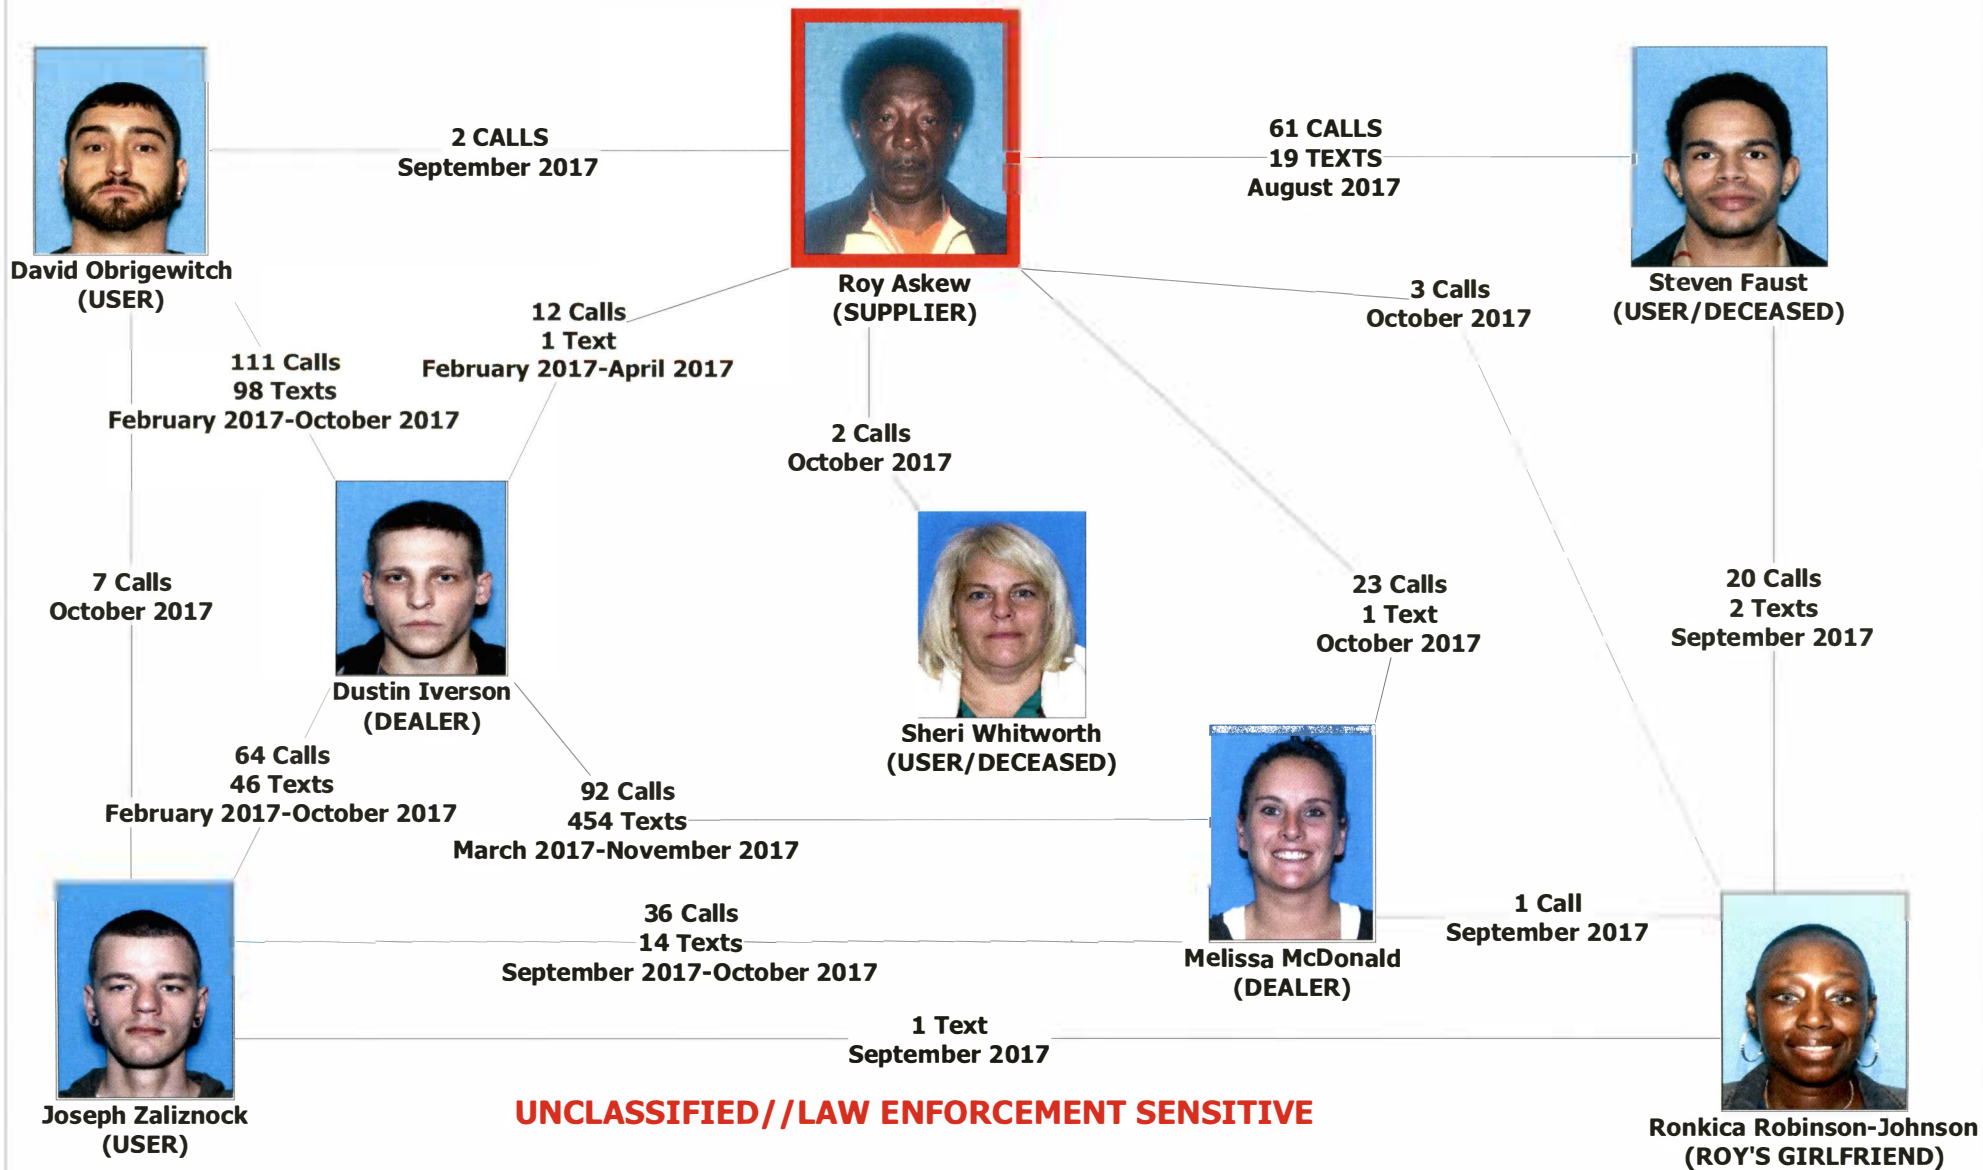 2 CALLS
September 2017
61 CALLS
19 TEXTS
August 2017
David Obrigewitch
(USER)
Roy Askew
(SUPPLIER)
Steven Faust
(USER/DECEASED)
12 Calls
1 Text
February 2017-April 2017
3 Calls
October 2017
111 Calls
98 Texts
February 2017-October 2017
2 Calls
October 2017
7 Calls
October 2017
23 Calls
1 Text
October 2017
20 Calls
2 Texts
September 2017
Dustin Iverson
(DEALER)
Sheri Whitworth
(USER/DECEASED)
64 Calls
46 Texts
February 2017-October 2017
92 Calls
454 Texts
March 2017-November 2017
36 Calls
14 Texts
September 2017-October 2017
1 Call
September 2017
Melissa McDonald
(DEALER)
1 Text
September 2017
Joseph Zaliznock
(USER)
UNCLASSIFIED//LAW ENFORCEMENT SENSITIVE
Ronkica Robinson-Johnson
(ROY'S GIRLFRIEND)